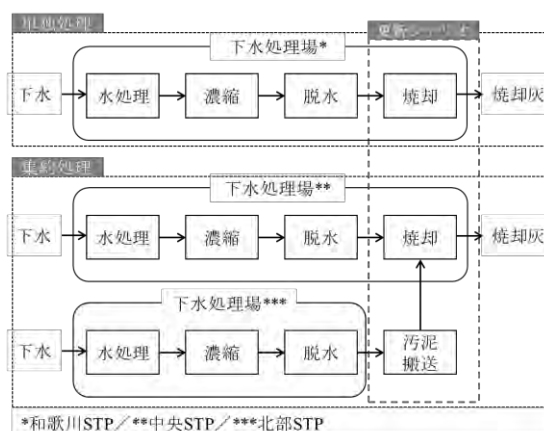 単独処理
更新シナリオ
下水処理場*
下水 水処理 濃縮 脱水 焼却 焼却灰
集約処理
下水処理場**
下水 水処理 濃縮 脱水 焼却 焼却灰
下水処理場***
下水 水処理 濃縮 脱水 汚泥
搬送
*和歌川STP／**中央STP／***北部STP